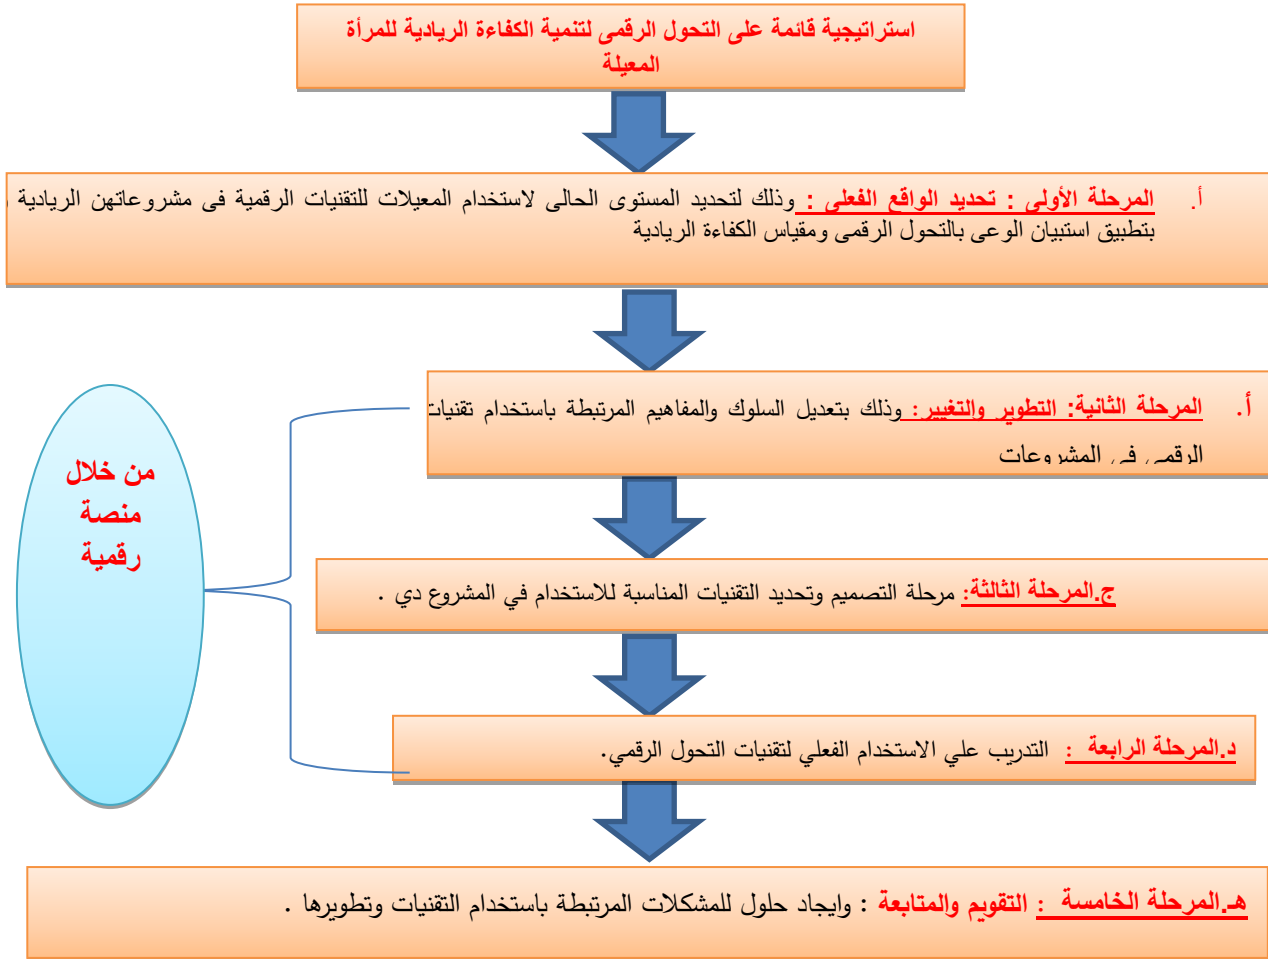 استراتيجية قائمة على التحول الرقمى لتنمية الكفاءة الريادية للمرأة
المعيلة
أ. المرحلة الأولى : تحديد الواقع الفعلى : وذلك لتحديد المستوى الحالى لاستخدام المعيلات للتقنيات الرقمية فى مشروعاتهن الريادية
بتطبيق استبيان الوعى بالتحول الرقمى ومقياس الكفاءة الريادية
أ. المرحلة الثانية: التطوير والتغيير: وذلك بتعديل السلوك والمفاهيم المرتبطة باستخدام تقنيات
الرقمى فى المشروعات
من خلال
منصة
رقمية
ج.المرحلة الثالثة: مرحلة التصميم وتحديد التقنيات المناسبة للاستخدام في المشروع دي .
د.المرحلة الرابعة : التدريب علي الاستخدام الفعلي لتقنيات التحول الرقمي.
هـ.المرحلة الخامسة : التقويم والمتابعة : وايجاد حلول للمشكلات المرتبطة باستخدام التقنيات وتطويرها .